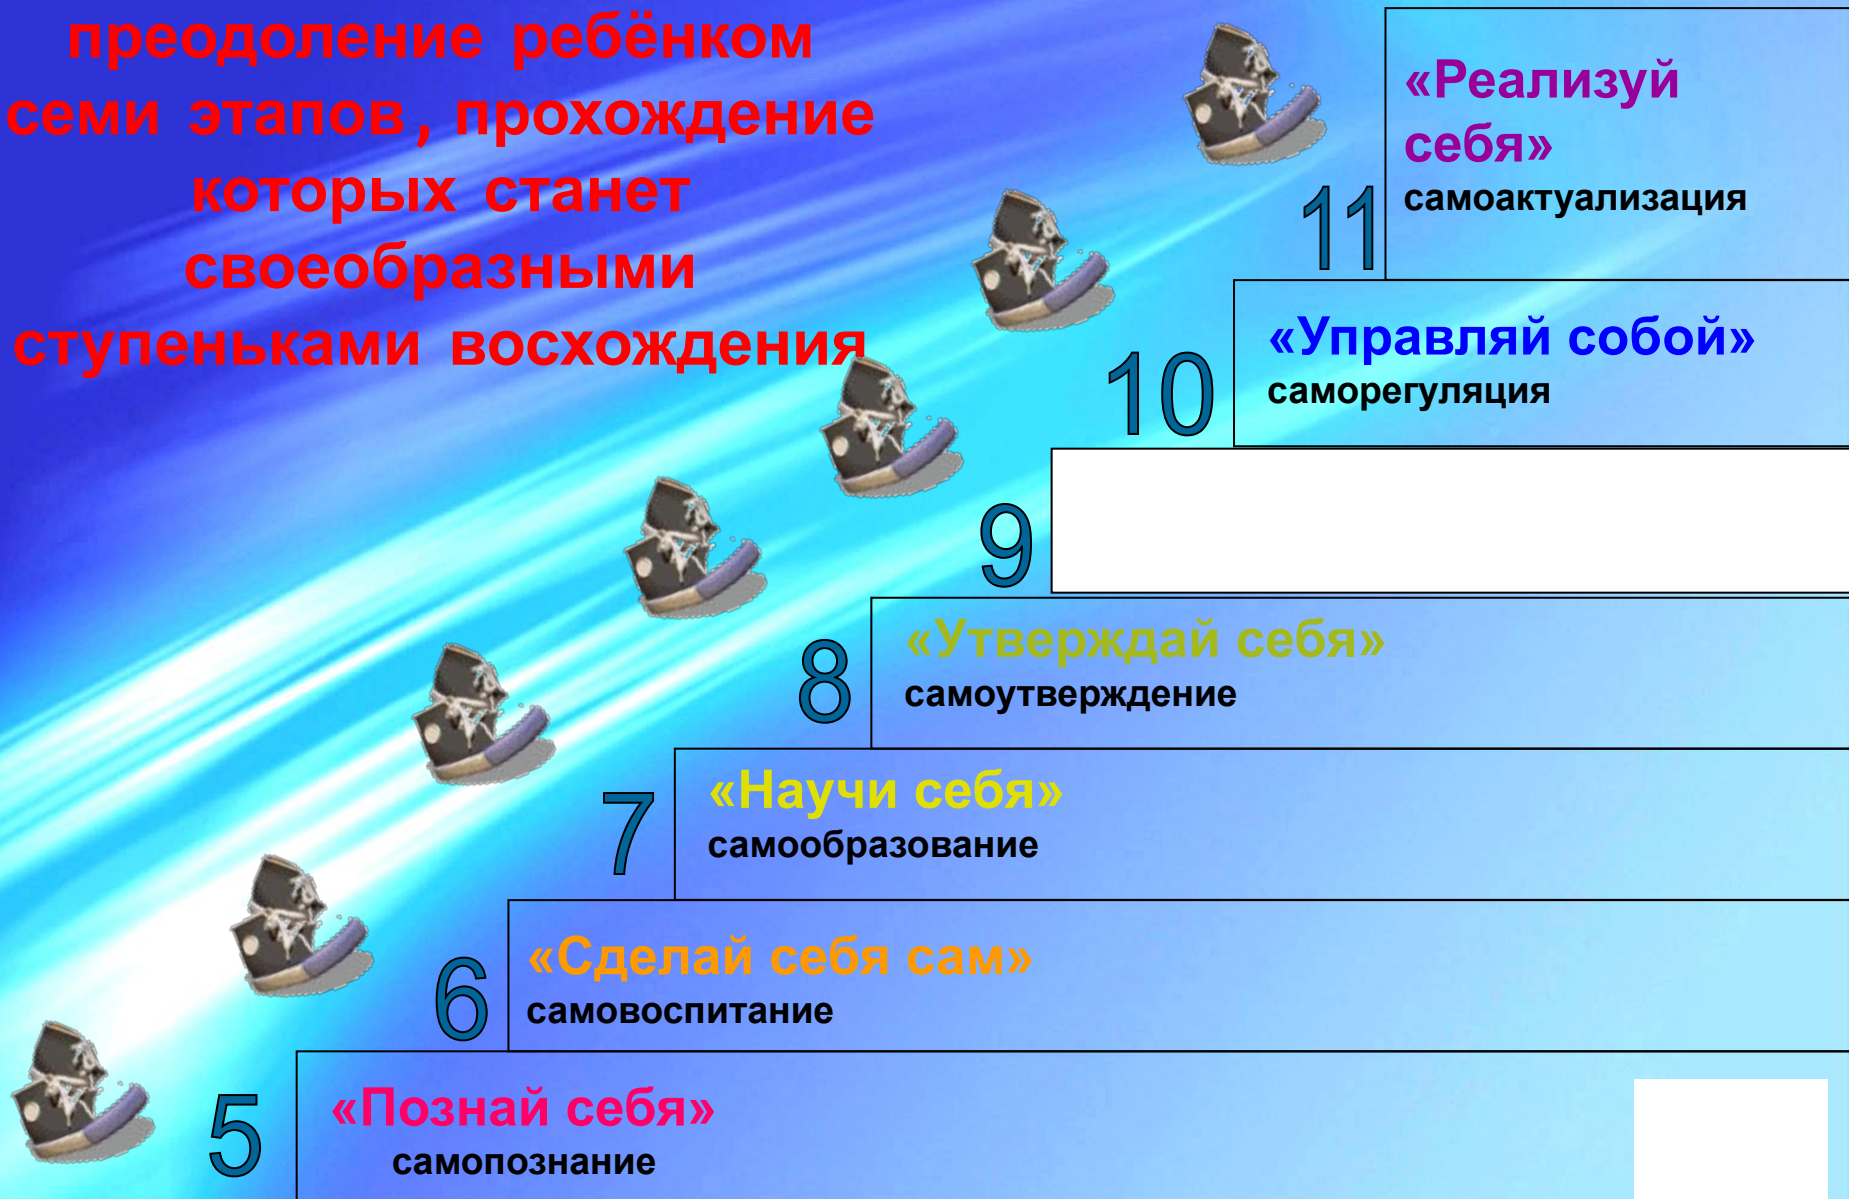 преодоление ребёнком
семи этапов, прохождение
которых станет
своеобразными
ступеньками восхождения
«Реализуй
себя»
самоактуализация
11
«Управляй собой»
саморегуляция
10
9
«Утверждай себя»
самоутверждение
8
«Научи себя»
самообразование
7
«Сделай себя сам»
самовоспитание
6
«Познай себя»
самопознание
5